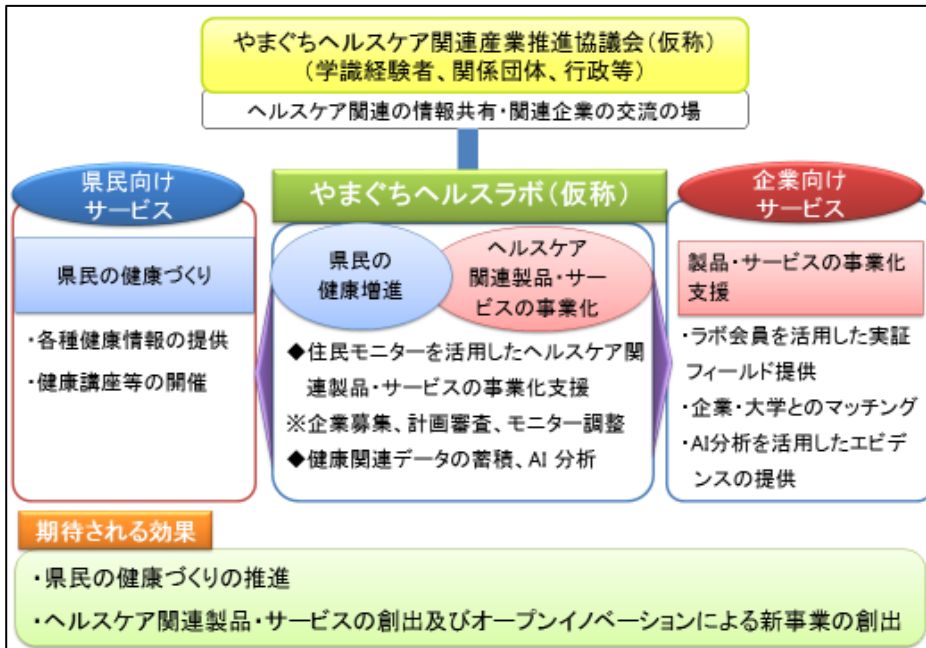 やまぐちヘルスケア関連産業推進協議会(仮称)
(学識経験者、関係団体、行政等)
ヘルスケア関連の情報共有・関連企業の交流の場
県民向け
サービス
県民の健康づくり
・各種健康情報の提供
・健康講座等の開催
やまぐちヘルスラボ(仮称)
県民の
健康増進
ヘルスケア
関連製品・サー
ビスの事業化
◆住民モニターを活用したヘルスケア関
連製品・サービスの事業化支援
※企業募集、計画審査、モニター調整
◆健康関連データの蓄積、AI 分析
企業向け
サービス
製品・サービスの事業化
支援
・ラボ会員を活用した実証
フィールド提供
・企業・大学とのマッチング
・AI分析を活用したエビデ
ンスの提供
期待される効果
・県民の健康づくりの推進
・ヘルスケア関連製品・サービスの創出及びオープンイノベーションによる新事業の創出